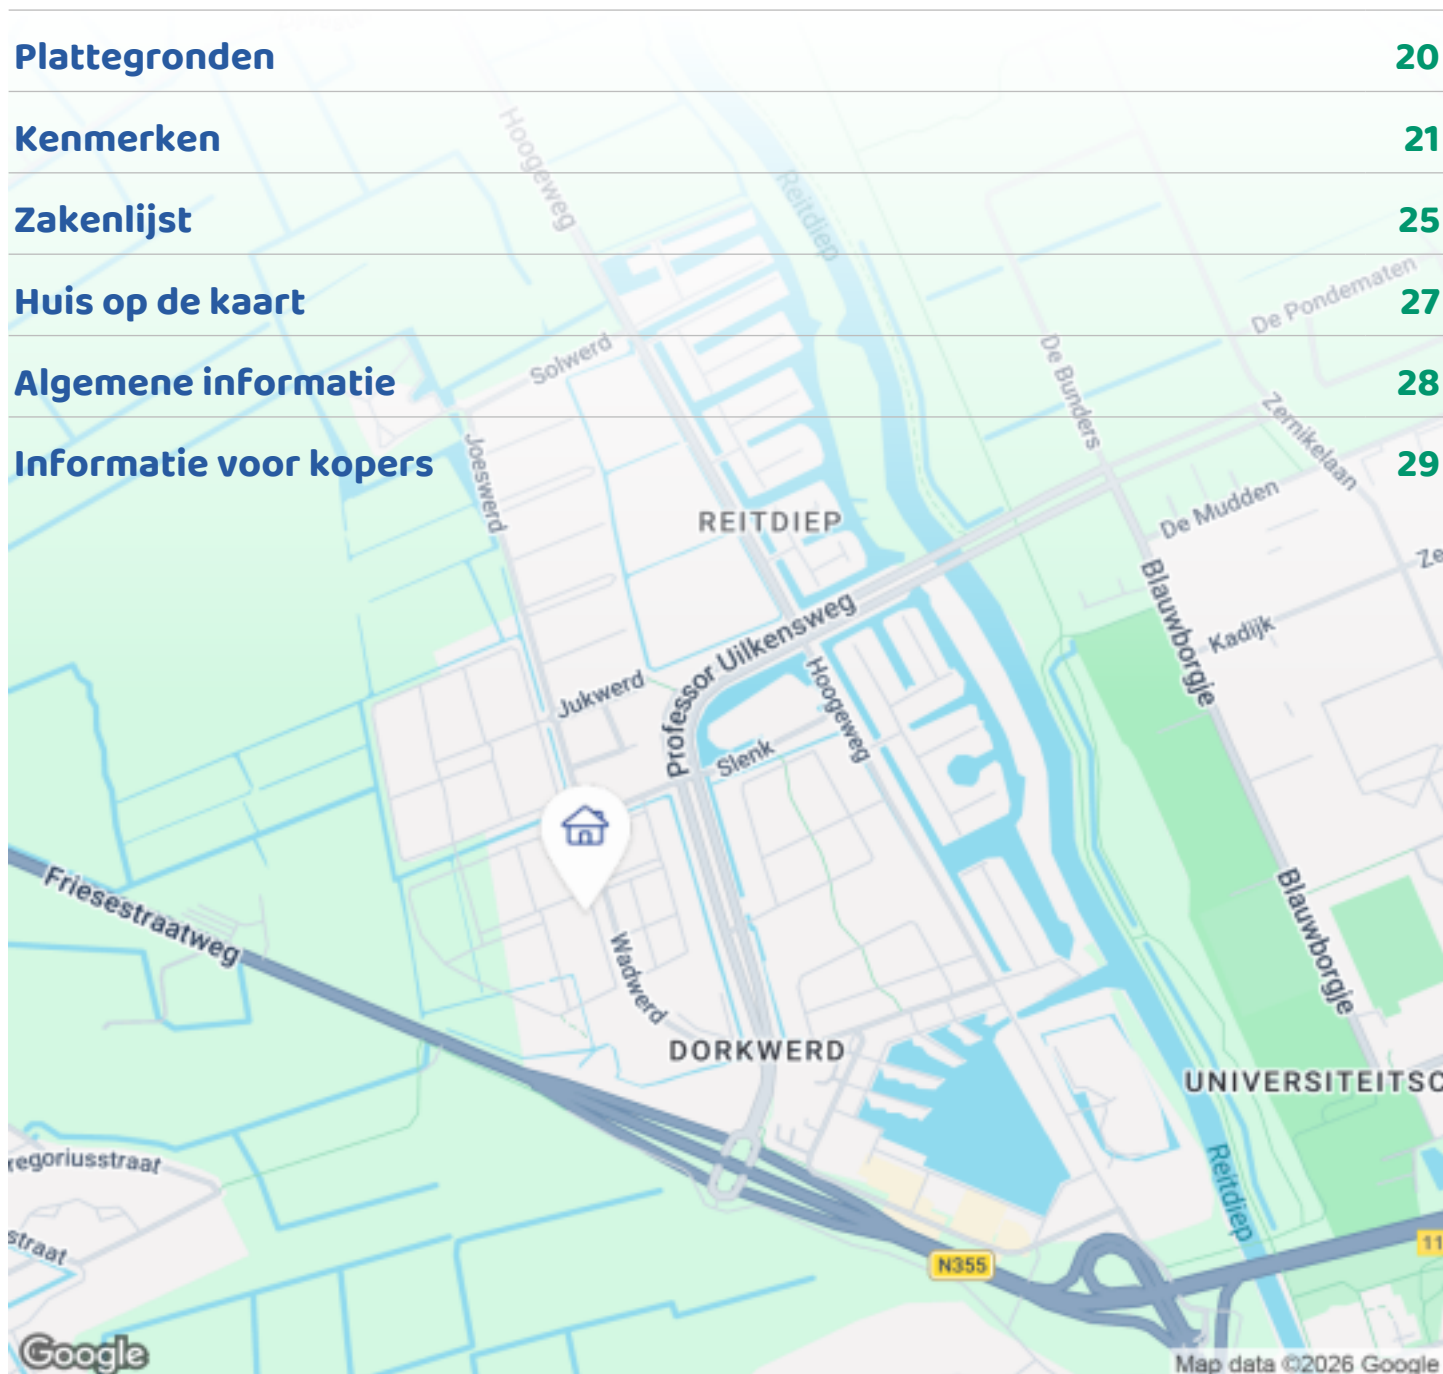 Plattegronden 20
Kenmerken 21
Zakenlijst 25
Huis op de kaart 27
Algemene informatie 28
Informatie voor kopers 29
Hoogeweg
Reitdiep
De Pondematen
Solwerd
De Bunders
Zernikelaan
Joeswerd
De Mudden
REITDIEP
Ze
Blauwborgje
Professor Uilkensweg
Kadijk
Jukwerd
Hoogeweg
Slenk
Friesestraatweg
Blauwborgje
Wadwerd
DORKWERD
UNIVERSITEITSC
regoriusstraat
Reitdiep
straat
N355
11
Google
Map data ©2026 Google